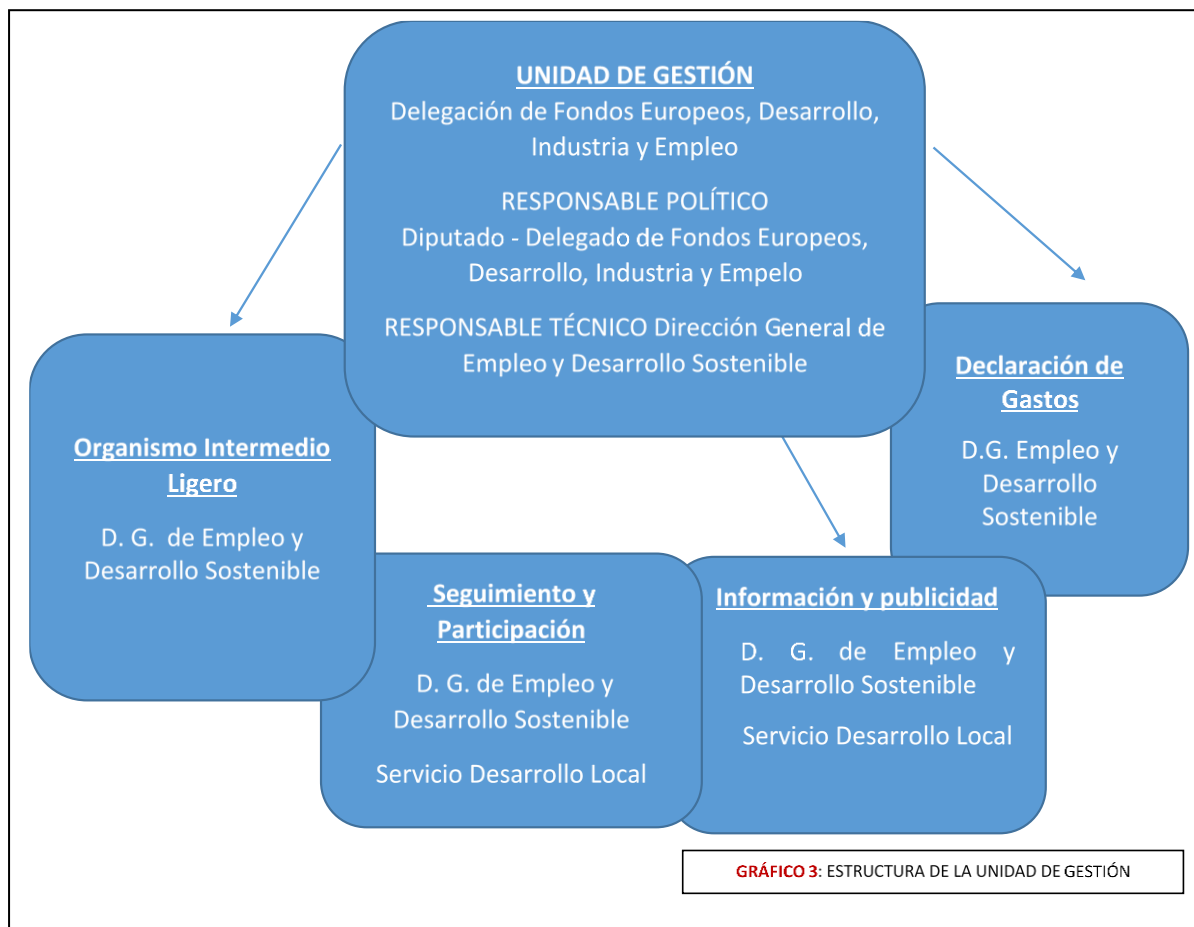 UNIDAD DE GESTIÓN
Delegación de Fondos Europeos, Desarrollo,
Industria y Empleo
RESPONSABLE POLÍTICO
Diputado - Delegado de Fondos Europeos,
Desarrollo, Industria y Empelo
RESPONSABLE TÉCNICO Dirección General de
Empleo y Desarrollo Sostenible
Organismo Intermedio
Ligero
D. G. de Empleo y
Desarrollo Sostenible
Seguimiento y
Participación
D. G. de Empleo y
Desarrollo Sostenible
Servicio Desarrollo Local
Información y publicidad
D. G. de Empleo y
Desarrollo Sostenible
Servicio Desarrollo Local
Declaración de
Gastos
D.G. Empleo y
Desarrollo
Sostenible
GRÁFICO 3: ESTRUCTURA DE LA UNIDAD DE GESTIÓN